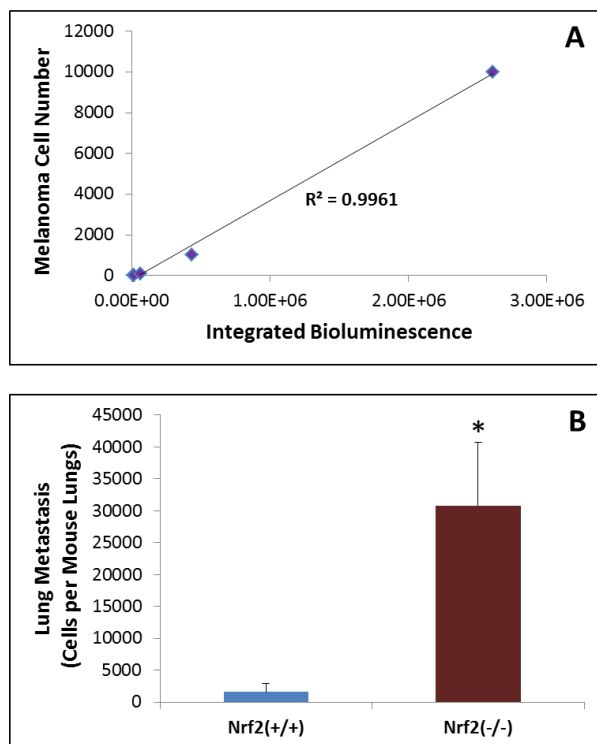 A
12000
10000
8000
6000
4000
2000
0
Melanoma Cell Number
R² = 0.9961
0.00E+00 1.00E+06 2.00E+06 3.00E+06
Integrated Bioluminescence
B
45000
40000
35000
30000
25000
20000
15000
10000
5000
0
Lung Metastasis
(Cells per Mouse Lungs)
*
Nrf2(+/+) Nrf2(-/-)